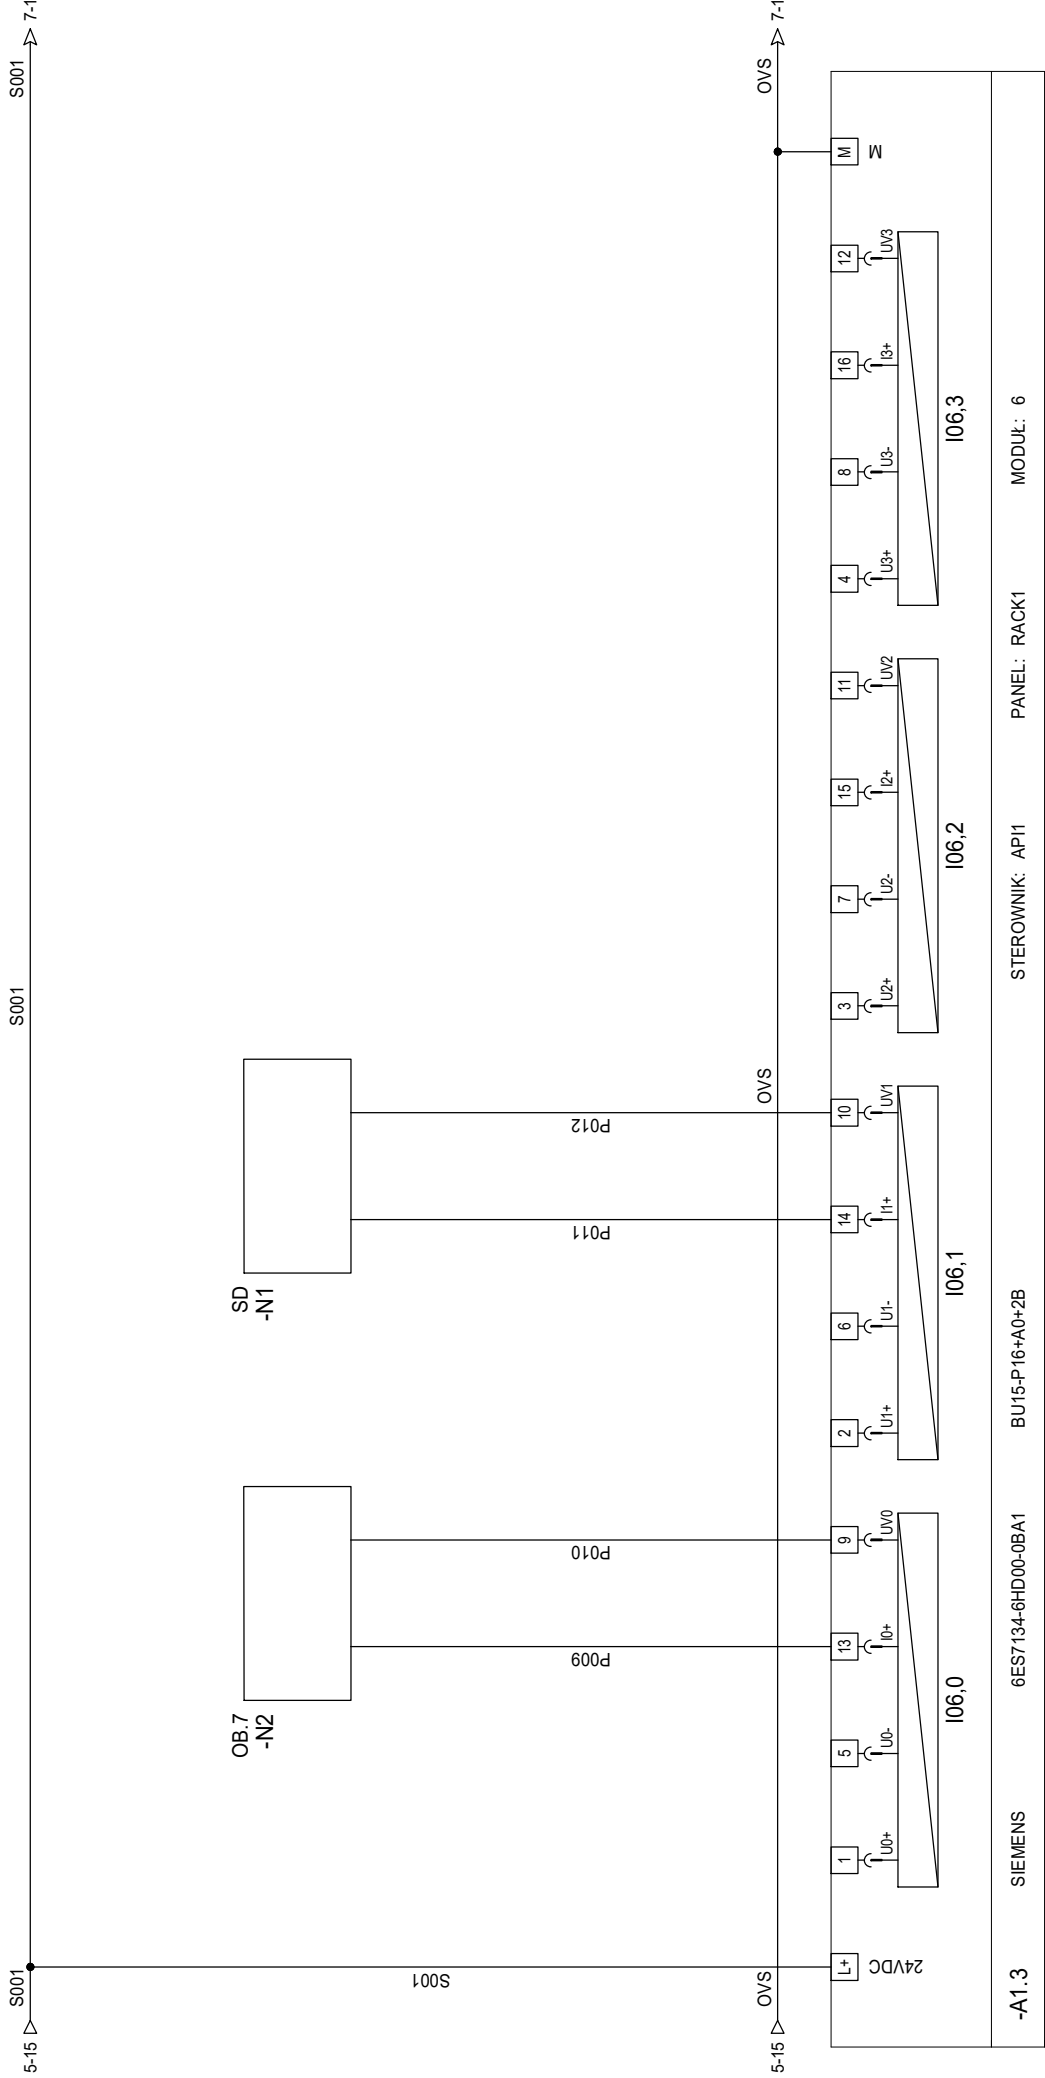 5-15
S001
S001
S001
7-1
S001
OB.7
-N2
SD
-N1
P009
P010
P011
P012
5-15
OVS
OVS
OVS
7-1
L+
1
5
13
9
2
6
14
10
3
7
15
11
4
8
16
12
M
24VDC
U0+
U0-
I0+
UV0
U1+
U1-
I1+
UV1
U2+
U2-
I2+
UV2
U3+
U3-
I3+
UV3
M
I06,0
I06,1
I06,2
I06,3
-A1.3
SIEMENS
6ES7134-6HD00-0BA1
BU15-P16+A0+2B
STEROWNIK: API1
PANEL: RACK1
MODUŁ: 6